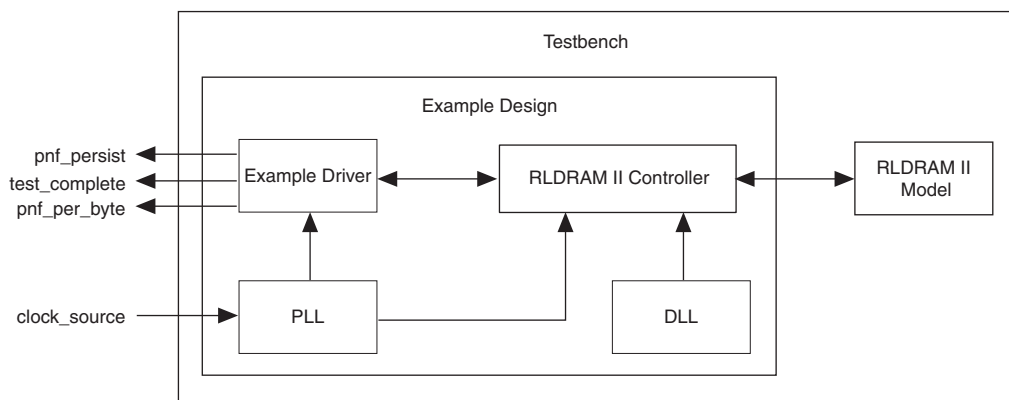 Testbench
Example Design
pnf_persist
test_complete
pnf_per_byte
Example Driver
RLDRAM II Controller
RLDRAM II
Model
clock_source
PLL
DLL